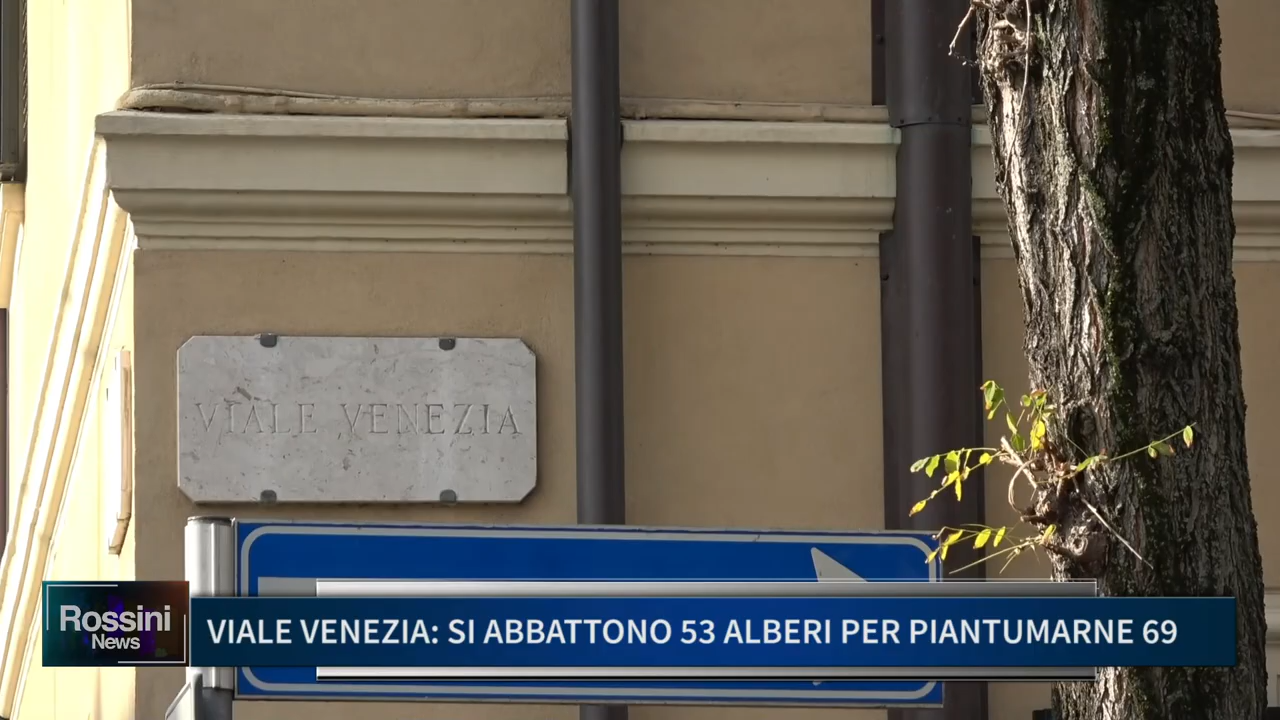 VIALE VENEZIA
Rossini
News
VIALE VENEZIA: SI ABBATTONO 53 ALBERI PER PIANTUMARNE 69